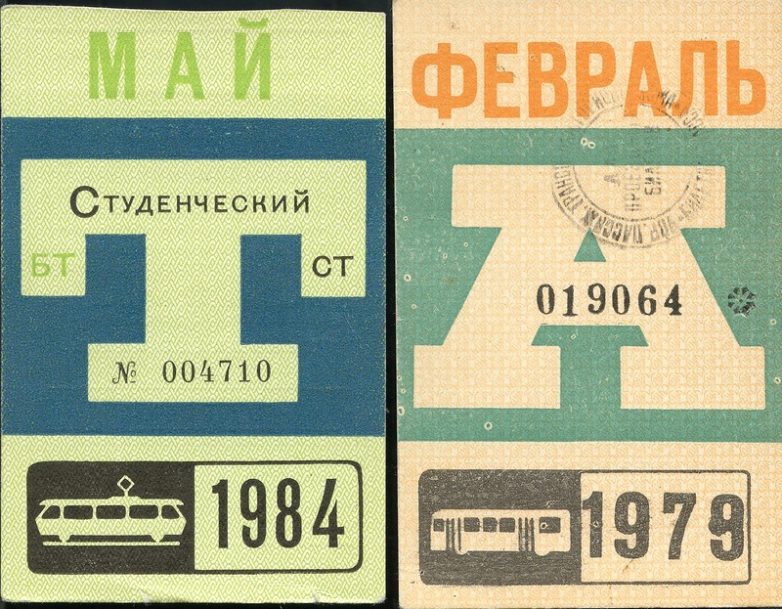 МАЙ
Студенческий
БТ
СТ
Т
№ 004710
1984
ФЕВРАЛЬ
А
019064
1979